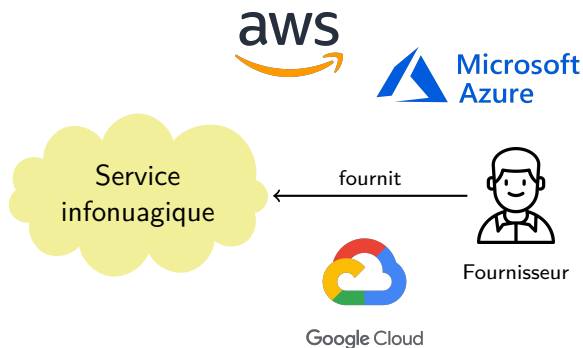 aws
Microsoft
Azure
Service
infonuagique
fournit
Fournisseur
Google Cloud